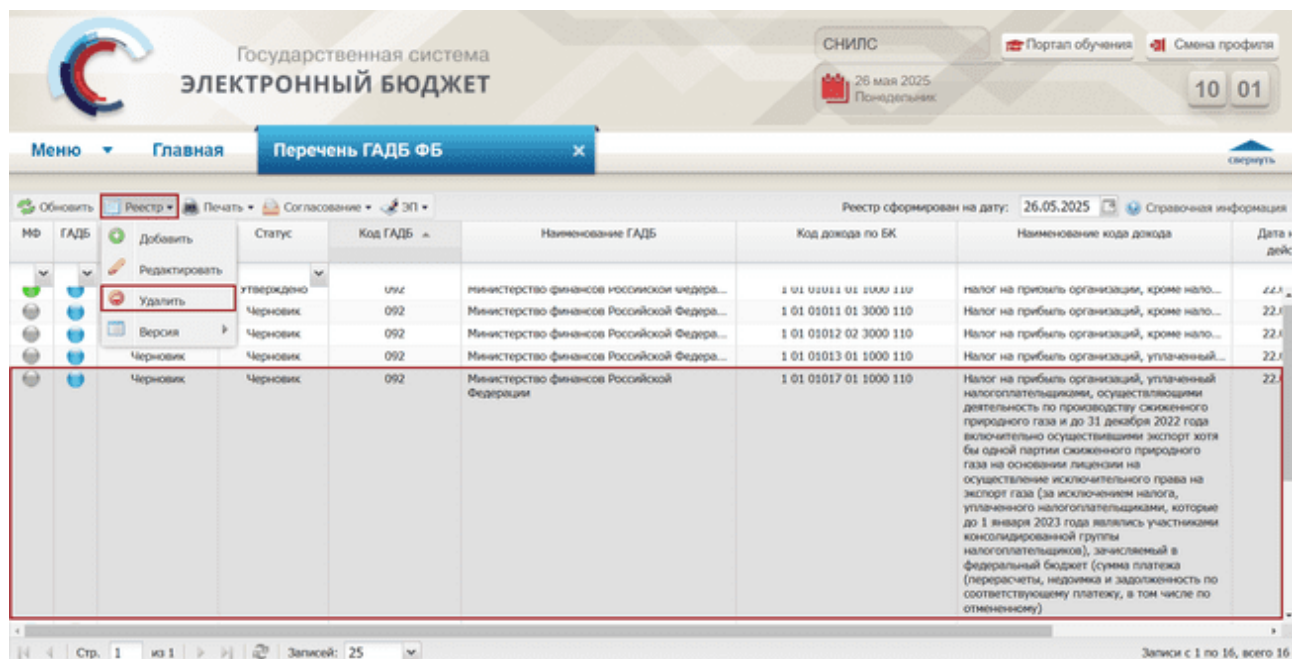 Государственная система
ЭЛЕКТРОННЫЙ БЮДЖЕТ
СНИЛС
Портал обучения
Смена профиля
26 мая 2025
Понедельник
10 01
Меню
Главная
Перечень ГАДБ ФБ
свернуть
Обновить Реестр Печать Согласование ЭП
Реестр сформирован на дату: 26.05.2025 Справочная информация
МФ ГАДБ Статус Код ГАДБ Наименование ГАДБ Код дохода по БК Наименование кода дохода Дата
Добавить
Редактировать
Удалить
Версия
Утверждено 092 Министерство финансов Российской Федера... 1 01 01011 01 1000 110 Налог на прибыль организаций, кроме нало... 22.
Черновик 092 Министерство финансов Российской Федера... 1 01 01011 01 3000 110 Налог на прибыль организаций, кроме нало... 22.
Черновик 092 Министерство финансов Российской Федера... 1 01 01012 02 3000 110 Налог на прибыль организаций, кроме нало... 22.
Черновик Черновик 092 Министерство финансов Российской Федера... 1 01 01013 01 1000 110 Налог на прибыль организаций, уплаченный... 22.
Черновик Черновик 092 Министерство финансов Российской 1 01 01017 01 1000 110 Налог на прибыль организаций, уплаченный 22.
Федерации налогоплательщиками, осуществляющими
деятельность по производству сжиженного
природного газа и до 31 декабря 2022 года
включительно осуществившими экспорт хотя
бы одной партии сжиженного природного
газа на основании лицензии на
осуществление исключительного права на
экспорт газа (за исключением налога,
уплаченного налогоплательщиками, которые
до 1 января 2023 года являлись участниками
консолидированной группы
налогоплательщиков), зачисляемый в
федеральный бюджет (сумма платежа
(перерасчеты, недоимка и задолженность по
соответствующему платежу, в том числе по
отмененному)
Стр. 1 из 1 Записей: 25
Записи с 1 по 16, всего 16